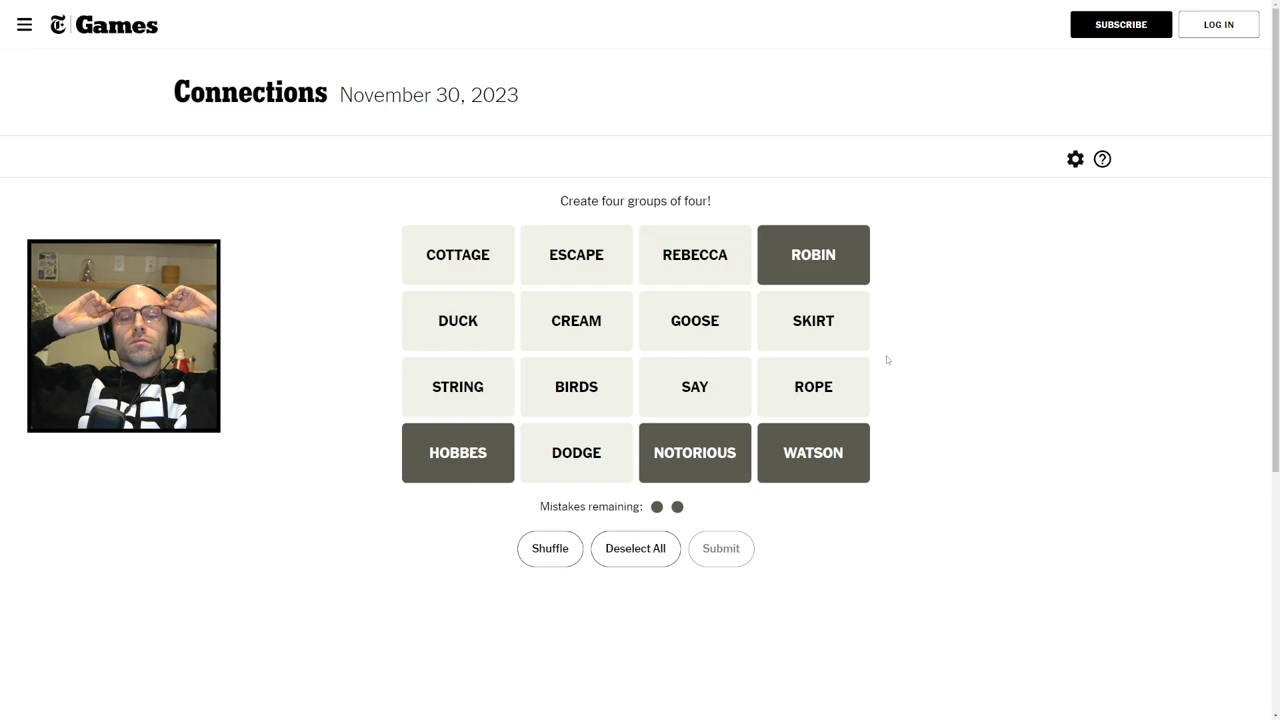 Games
SUBSCRIBE
LOG IN
Connections November 30, 2023
Create four groups of four!
COTTAGE ESCAPE REBECCA ROBIN
DUCK CREAM GOOSE SKIRT
STRING BIRDS SAY ROPE
HOBBES DODGE NOTORIOUS WATSON
Mistakes remaining:
Shuffle Deselect All Submit